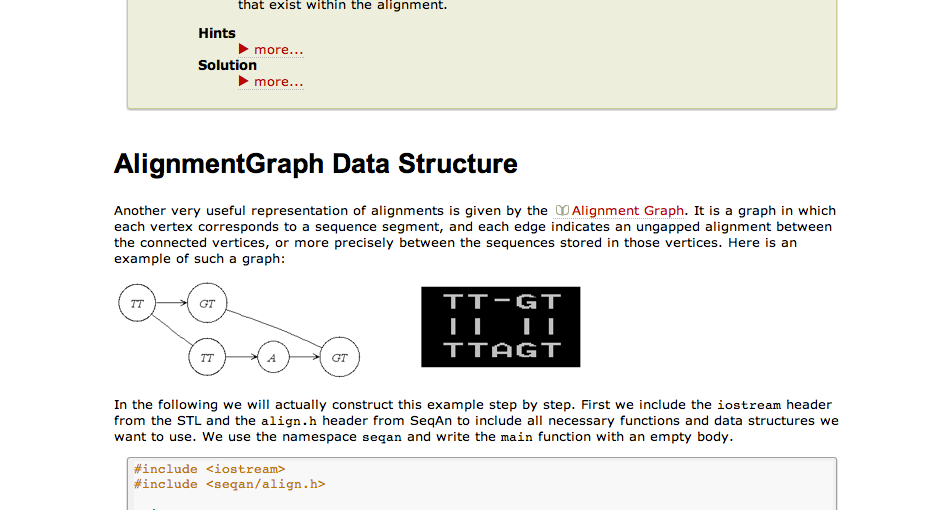 that exist within the alignment.
Hints
more...
Solution
more...
AlignmentGraph Data Structure
Another very useful representation of alignments is given by the Alignment Graph. It is a graph in which
each vertex corresponds to a sequence segment, and each edge indicates an ungapped alignment between
the connected vertices, or more precisely between the sequences stored in those vertices. Here is an
example of such a graph:
TT GT
TT A GT
TT-GT
|| ||
TTAGT
In the following we will actually construct this example step by step. First we include the iostream header
from the STL and the align.h header from SeqAn to include all necessary functions and data structures we
want to use. We use the namespace seqan and write the main function with an empty body.
#include <iostream>
#include <seqan/align.h>